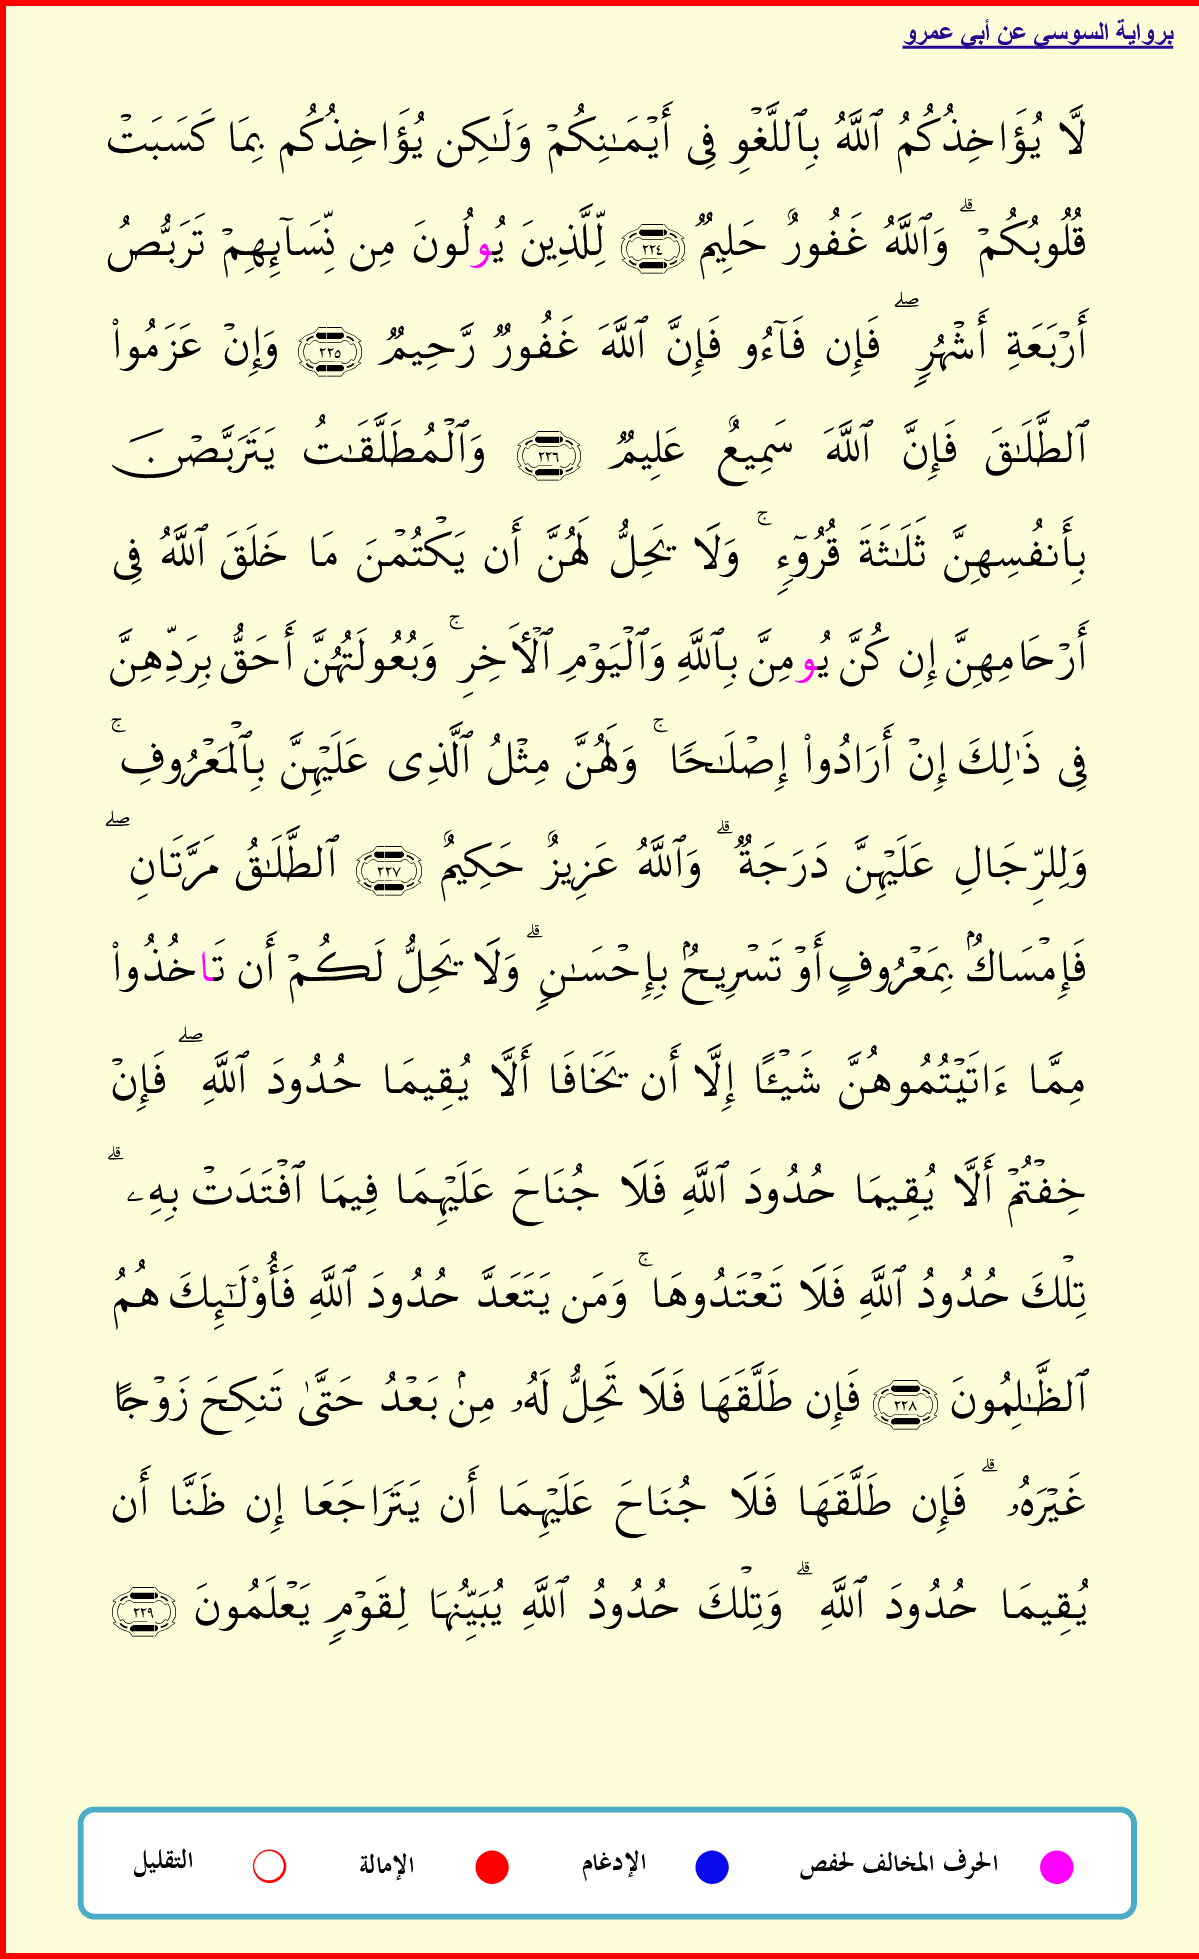 برواية السوسي عن أبي عمرو
لَّا يُؤَاخِذُكُمُ ٱللَّهُ بِٱللَّغْوِ فِى أَيْمَـٰنِكُمْ وَلَـٰكِن يُؤَاخِذُكُم بِمَا كَسَبَتْ
قُلُوبُكُمْ ۗ وَٱللَّهُ غَفُورٌ حَلِيمٌ ٢٢٤ لِّلَّذِينَ يُولُونَ مِن نِّسَآئِهِمْ تَرَبُّصُ
أَرْبَعَةِ أَشْهُرٍ ۖ فَإِن فَآءُو فَإِنَّ ٱللَّهَ غَفُورٌ رَّحِيمٌ ٢٢٥ وَإِنْ عَزَمُوا۟
ٱلطَّلَـٰقَ فَإِنَّ ٱللَّهَ سَمِيعٌ عَلِيمٌ ٢٢٦ وَٱلْمُطَلَّقَـٰتُ يَتَرَبَّصْنَ
بِأَنفُسِهِنَّ ثَلَـٰثَةَ قُرُوٓءٍ ۚ وَلَا يَحِلُّ لَهُنَّ أَن يَكْتُمْنَ مَا خَلَقَ ٱللَّهُ فِى
أَرْحَامِهِنَّ إِن كُنَّ يُومِنَّ بِٱللَّهِ وَٱلْيَوْمِ ٱلْأَخِرِ ۚ وَبُعُولَتُهُنَّ أَحَقُّ بِرَدِّهِنَّ
فِى ذَٰلِكَ إِنْ أَرَادُوا۟ إِصْلَـٰحًا ۚ وَلَهُنَّ مِثْلُ ٱلَّذِى عَلَيْهِنَّ بِٱلْمَعْرُوفِ ۚ
وَلِلرِّجَالِ عَلَيْهِنَّ دَرَجَةٌ ۗ وَٱللَّهُ عَزِيزٌ حَكِيمٌ ٢٢٧ ٱلطَّلَـٰقُ مَرَّتَانِ ۖ
فَإِمْسَاكٌۢ بِمَعْرُوفٍ أَوْ تَسْرِيحٌۢ بِإِحْسَـٰنٍ ۗ وَلَا يَحِلُّ لَكُمْ أَن تَاخُذُوا۟
مِمَّا ءَاتَيْتُمُوهُنَّ شَيْـًٔا إِلَّا أَن يَخَافَا أَلَّا يُقِيمَا حُدُودَ ٱللَّهِ ۖ فَإِنْ
خِفْتُمْ أَلَّا يُقِيمَا حُدُودَ ٱللَّهِ فَلَا جُنَاحَ عَلَيْهِمَا فِيمَا ٱفْتَدَتْ بِهِۦ ۗ
تِلْكَ حُدُودُ ٱللَّهِ فَلَا تَعْتَدُوهَا ۚ وَمَن يَتَعَدَّ حُدُودَ ٱللَّهِ فَأُو۟لَـٰٓئِكَ هُمُ
ٱلظَّـٰلِمُونَ ٢٢٨ فَإِن طَلَّقَهَا فَلَا تَحِلُّ لَهُۥ مِنۢ بَعْدُ حَتَّىٰ تَنكِحَ زَوْجًا
غَيْرَهُۥ ۗ فَإِن طَلَّقَهَا فَلَا جُنَاحَ عَلَيْهِمَا أَن يَتَرَاجَعَا إِن ظَنَّا أَن
يُقِيمَا حُدُودَ ٱللَّهِ ۗ وَتِلْكَ حُدُودُ ٱللَّهِ يُبَيِّنُهَا لِقَوْمٍ يَعْلَمُونَ ٢٢٩
الحرف المخالف لحفص الإدغام الإمالة التقليل